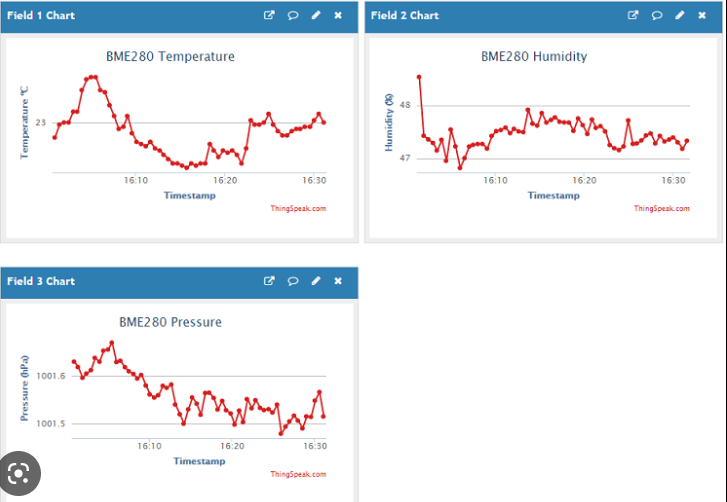 Field 1 Chart
BME280 Temperature
Temperature °C
23
16:10 16:20 16:30
Timestamp
ThingSpeak.com
Field 2 Chart
BME280 Humidity
Humidity (%)
48
47
16:10 16:20 16:30
Timestamp
ThingSpeak.com
Field 3 Chart
BME280 Pressure
Pressure (hPa)
1001.6
1001.5
16:10 16:20 16:30
Timestamp
ThingSpeak.com